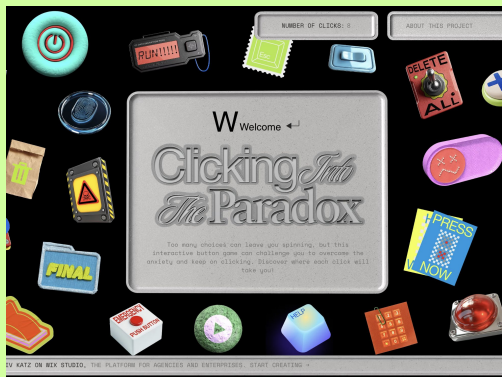 NUMBER OF CLICKS: 0
ABOUT THIS PROJECT
RUN!!!!!
ESC
DELETE
ALL
W Welcome
Clicking Into
The Paradox
Too many choices can leave you spinning, but this
interactive button game can challenge you to overcome the
anxiety and keep on clicking. Discover where each click will
take you!
PRESS
NOW
FINAL
EMERGENCY
PUSH BUTTON
HELP
IV KATZ ON WIX STUDIO, THE PLATFORM FOR AGENCIES AND ENTERPRISES. START CREATING